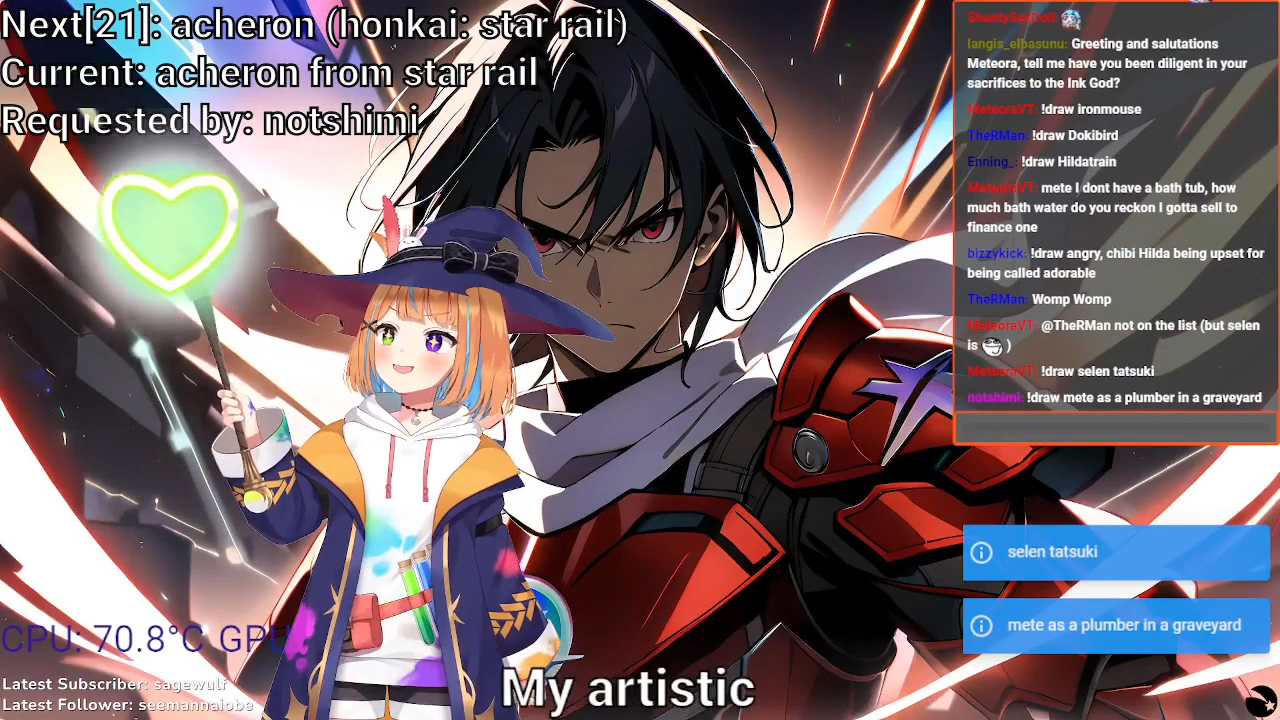 Next[21]: acheron (honkai: star rail)
Current: acheron from star rail
Requested by: notshimi
ShantySaxDoll:
langis_elbasunu: Greeting and salutations
Meteora, tell me have you been diligent in your
sacrifices to the Ink God?
MeteoraVT: !draw ironmouse
TheRMan: !draw Dokibird
Enning_: !draw Hildatrain
MeteoraVT: mete I dont have a bath tub, how
much bath water do you reckon I gotta sell to
finance one
bizzykick: !draw angry, chibi Hilda being upset for
being called adorable
TheRMan: Womp Womp
MeteoraVT: @TheRMan not on the list (but selen
is )
MeteoraVT: !draw selen tatsuki
notshimi: !draw mete as a plumber in a graveyard
selen tatsuki
mete as a plumber in a graveyard
CPU: 70.8°C GPU
My artistic
Latest Subscriber: sagewulf
Latest Follower: seemannaiobe